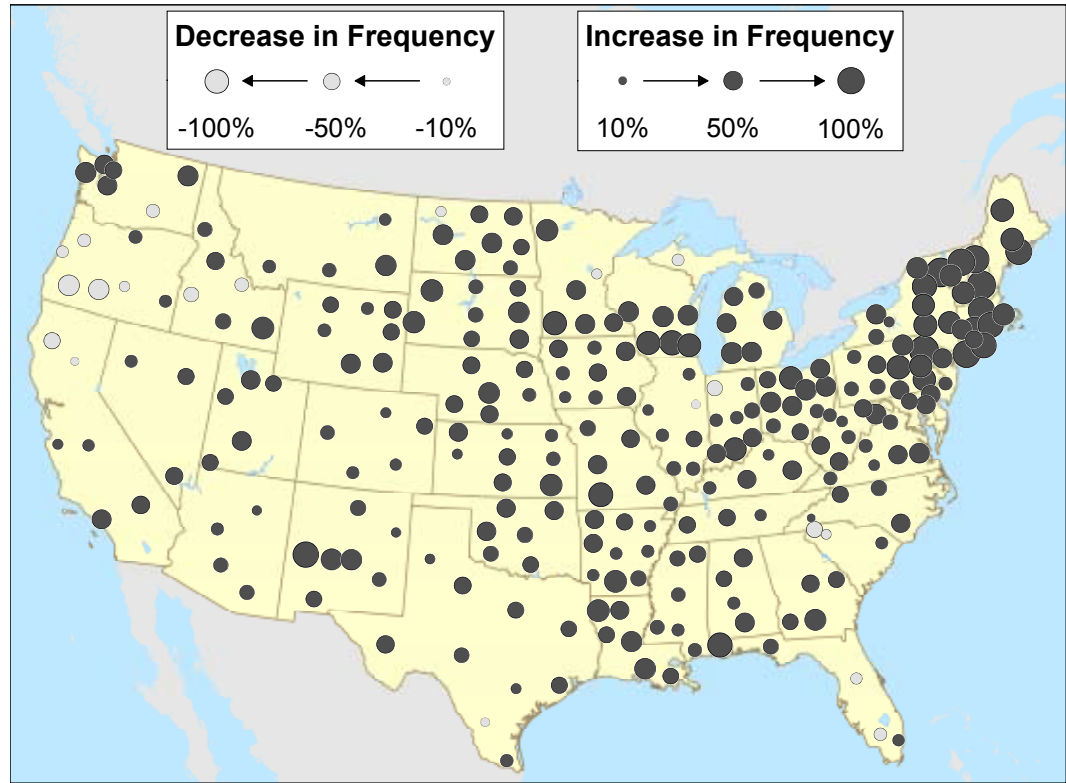 Decrease in Frequency
-100% -50% -10%
Increase in Frequency
10% 50% 100%